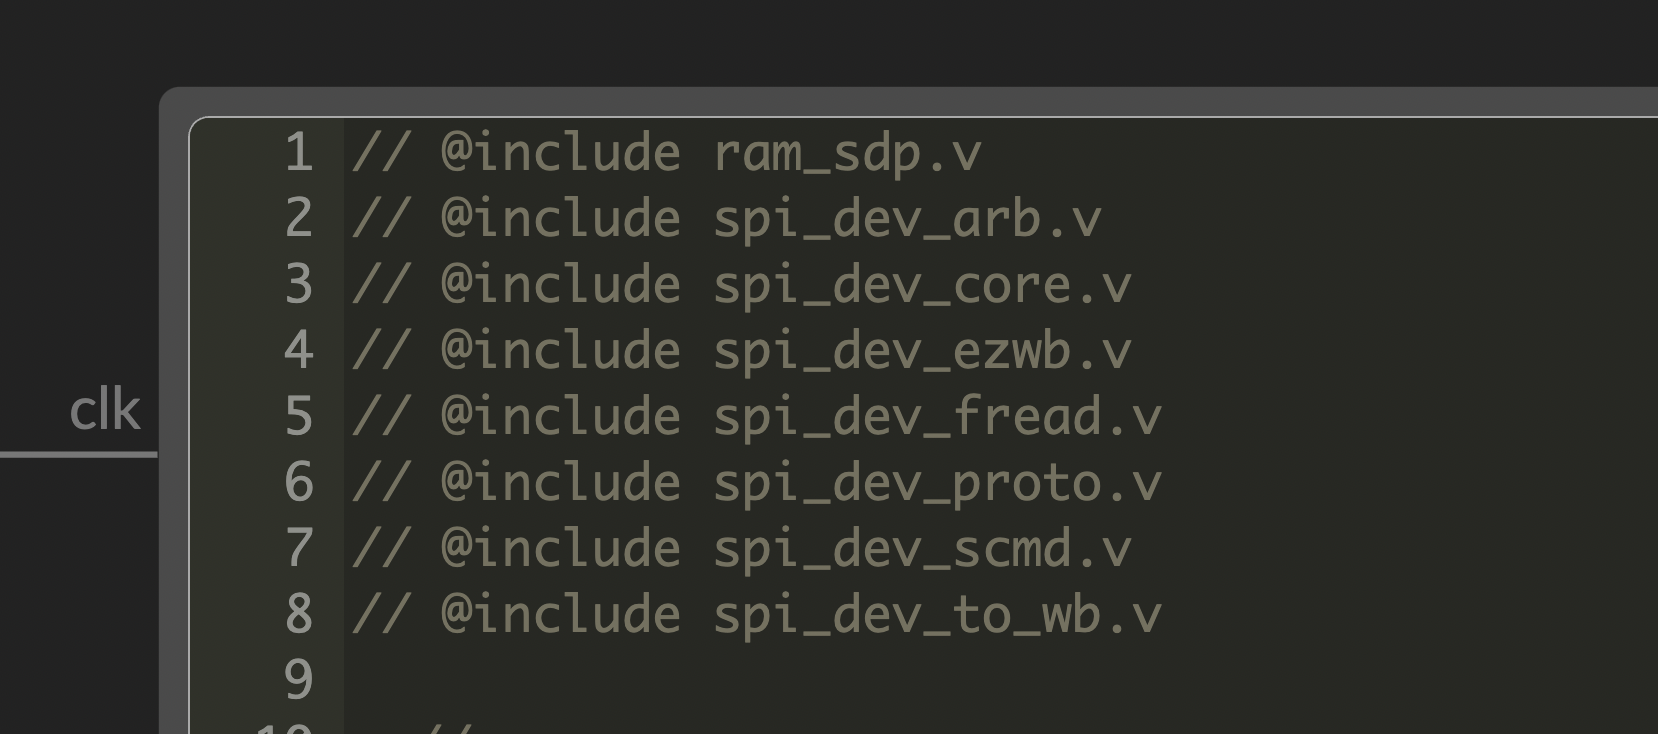 1 // @include ram_sdp.v
2 // @include spi_dev_arb.v
3 // @include spi_dev_core.v
4 // @include spi_dev_ezwb.v
clk
5 // @include spi_dev_fread.v
6 // @include spi_dev_proto.v
7 // @include spi_dev_scmd.v
8 // @include spi_dev_to_wb.v
9
10 //